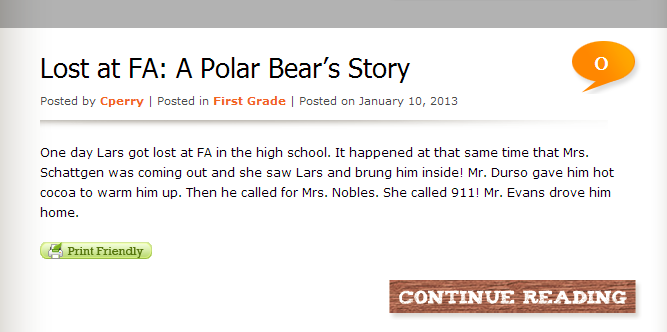 Lost at FA: A Polar Bear's Story
0
Posted by Cperry | Posted in First Grade | Posted on January 10, 2013
One day Lars got lost at FA in the high school. It happened at that same time that Mrs.
Schattgen was coming out and she saw Lars and brung him inside! Mr. Durso gave him hot
cocoa to warm him up. Then he called for Mrs. Nobles. She called 911! Mr. Evans drove him
home.
Print Friendly
CONTINUE READING